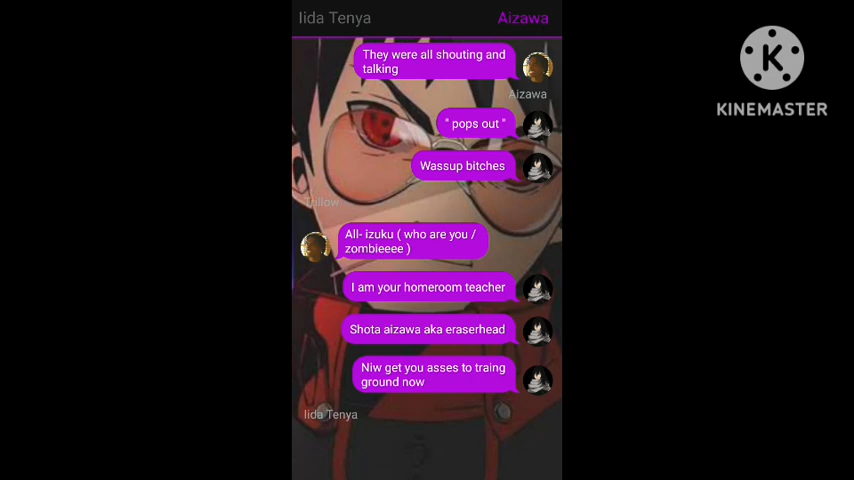 Iida Tenya
Aizawa
They were all shouting and
talking
Aizawa
" pops out "
Wassup bitches
Trillow
All- izuku ( who are you /
zombieeee )
I am your homeroom teacher
Shota aizawa aka eraserhead
Niw get you asses to traing
ground now
Iida Tenya
KINEMASTER